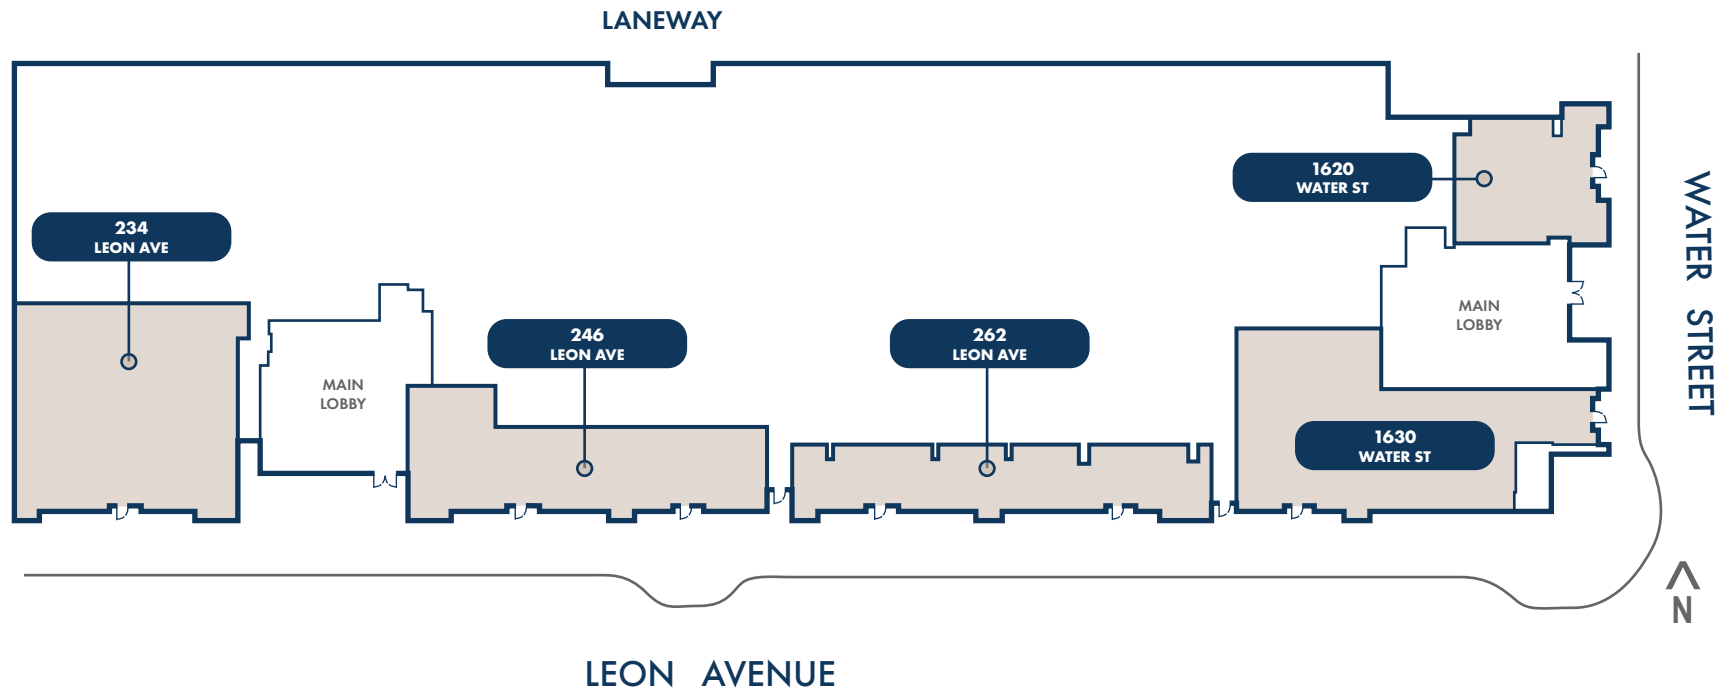 LANEWAY
1620
WATER ST
WATER STREET
234
LEON AVE
MAIN
LOBBY
246
LEON AVE
262
LEON AVE
MAIN
LOBBY
1630
WATER ST
N
LEON AVENUE